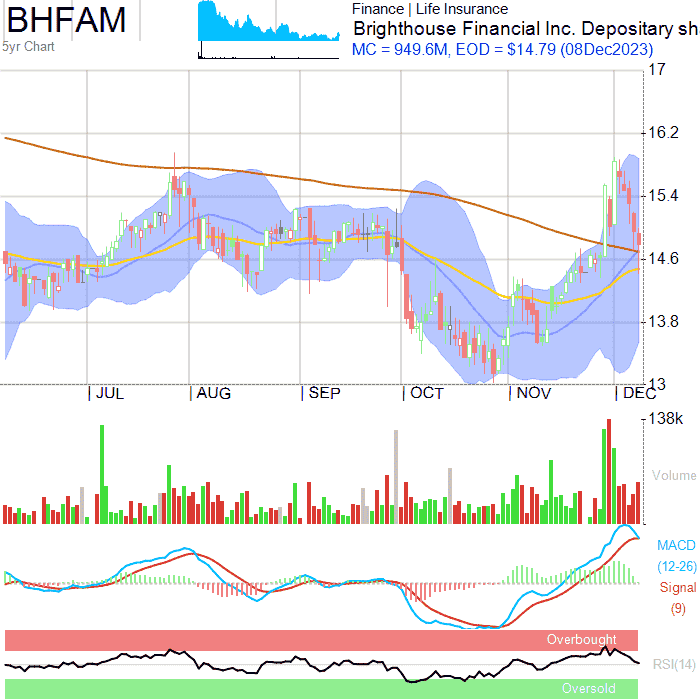 BHFAM
5yr Chart
Finance | Life Insurance
Brighthouse Financial Inc. Depositary sh
MC = 949.6M, EOD = $14.79 (08Dec2023)
17
16.2
15.4
14.6
13.8
13
JUL AUG SEP OCT NOV DEC
138k
Volume
MACD
(12-26)
Signal
(9)
Overbought
RSI(14)
Oversold